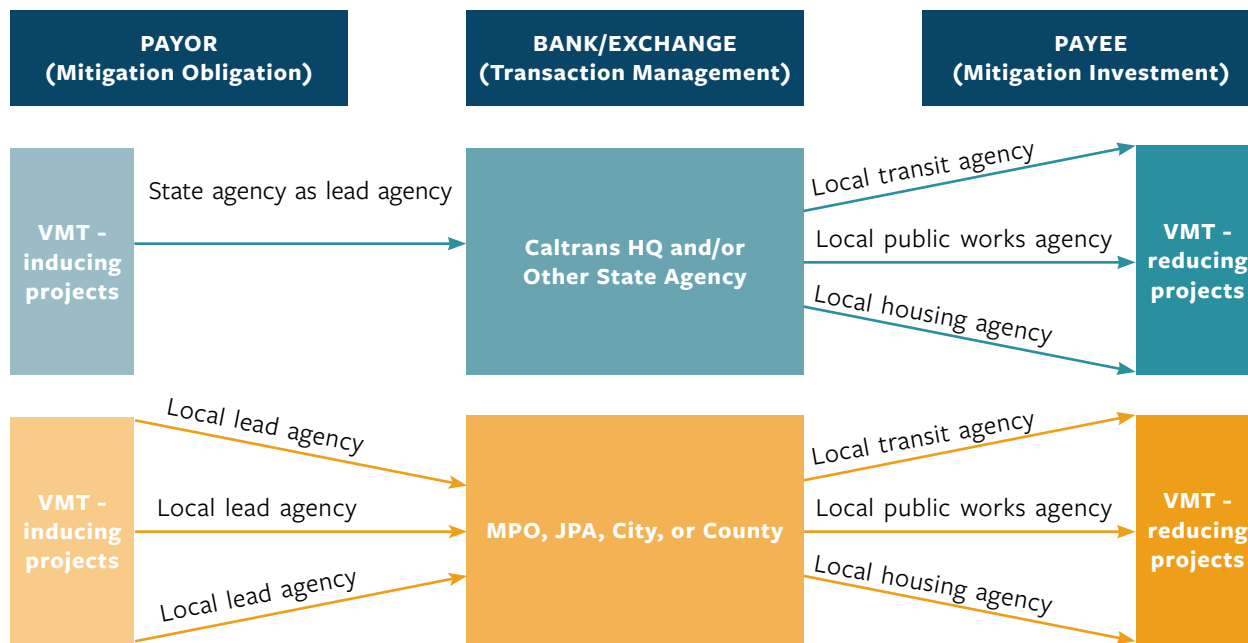 PAYOR
(Mitigation Obligation)
BANK/EXCHANGE
(Transaction Management)
PAYEE
(Mitigation Investment)
VMT -
inducing
projects
State agency as lead agency
Caltrans HQ and/or
Other State Agency
Local transit agency
Local public works agency
Local housing agency
VMT -
reducing
projects
VMT -
inducing
projects
Local lead agency
Local lead agency
Local lead agency
MPO, JPA, City, or County
Local transit agency
Local public works agency
Local housing agency
VMT -
reducing
projects